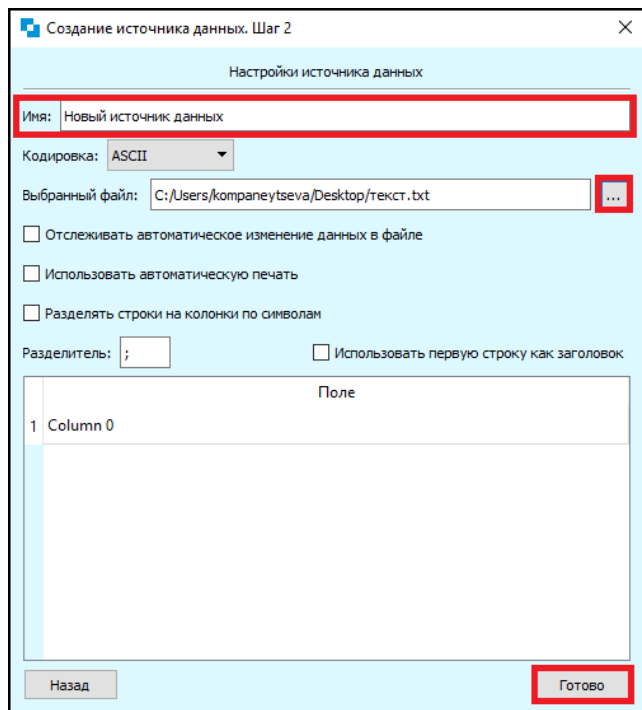 Создание источника данных. Шаг 2
Настройки источника данных
Имя: Новый источник данных
Кодировка: ASCII
Выбранный файл: C:/Users/kompaneytseva/Desktop/текст.txt ...
Отслеживать автоматическое изменение данных в файле
Использовать автоматическую печать
Разделять строки на колонки по символам
Разделитель: ; Использовать первую строку как заголовок
Поле
1 Column 0
Назад Готово